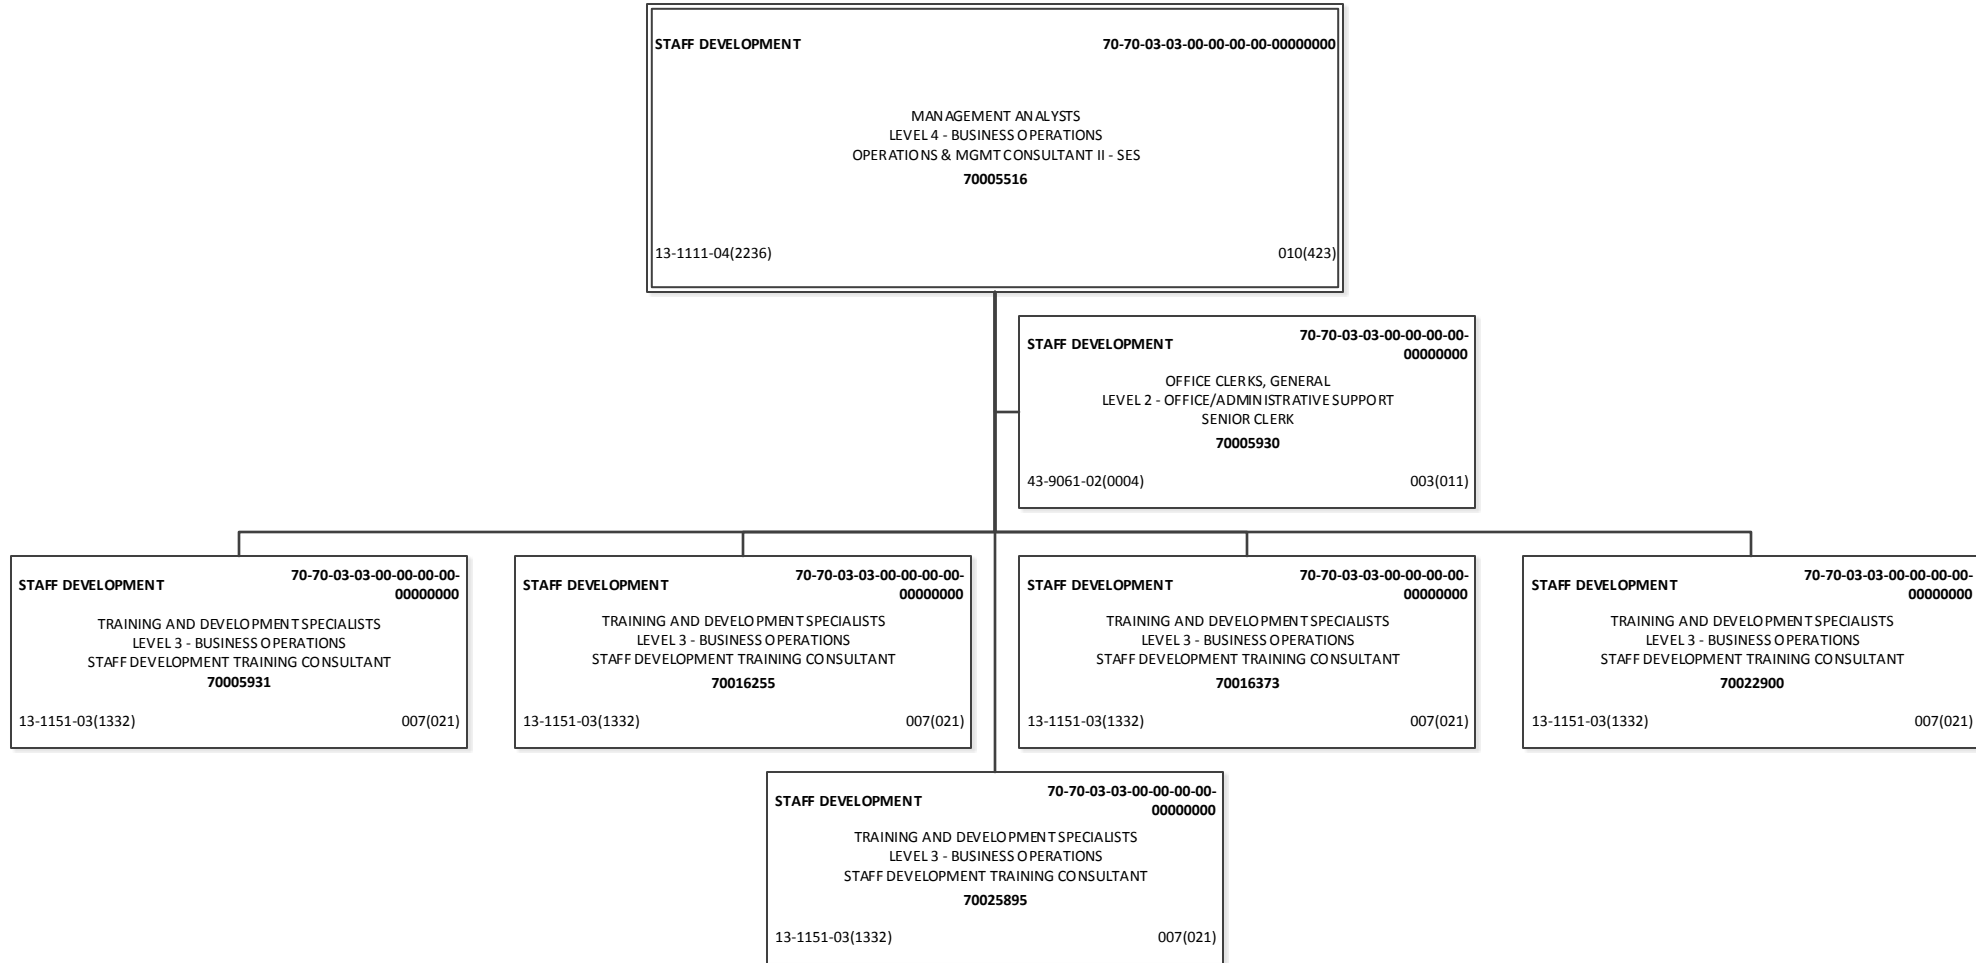 STAFF DEVELOPMENT 70-70-03-03-00-00-00-00-00000000
MANAGEMENT ANALYSTS
LEVEL 4 - BUSINESS OPERATIONS
OPERATIONS & MGMT CONSULTANT II - SES
70005516
13-1111-04(2236) 010(423)
STAFF DEVELOPMENT 70-70-03-03-00-00-00-00-
00000000
OFFICE CLERKS, GENERAL
LEVEL 2 - OFFICE/ADMINISTRATIVE SUPPORT
SENIOR CLERK
70005930
43-9061-02(0004) 003(011)
STAFF DEVELOPMENT 70-70-03-03-00-00-00-00-
00000000
TRAINING AND DEVELOPMENT SPECIALISTS
LEVEL 3 - BUSINESS OPERATIONS
STAFF DEVELOPMENT TRAINING CONSULTANT
70005931
13-1151-03(1332) 007(021)
STAFF DEVELOPMENT 70-70-03-03-00-00-00-00-
00000000
TRAINING AND DEVELOPMENT SPECIALISTS
LEVEL 3 - BUSINESS OPERATIONS
STAFF DEVELOPMENT TRAINING CONSULTANT
70016255
13-1151-03(1332) 007(021)
STAFF DEVELOPMENT 70-70-03-03-00-00-00-00-
00000000
TRAINING AND DEVELOPMENT SPECIALISTS
LEVEL 3 - BUSINESS OPERATIONS
STAFF DEVELOPMENT TRAINING CONSULTANT
70016373
13-1151-03(1332) 007(021)
STAFF DEVELOPMENT 70-70-03-03-00-00-00-00-
00000000
TRAINING AND DEVELOPMENT SPECIALISTS
LEVEL 3 - BUSINESS OPERATIONS
STAFF DEVELOPMENT TRAINING CONSULTANT
70022900
13-1151-03(1332) 007(021)
STAFF DEVELOPMENT 70-70-03-03-00-00-00-00-
00000000
TRAINING AND DEVELOPMENT SPECIALISTS
LEVEL 3 - BUSINESS OPERATIONS
STAFF DEVELOPMENT TRAINING CONSULTANT
70025895
13-1151-03(1332) 007(021)